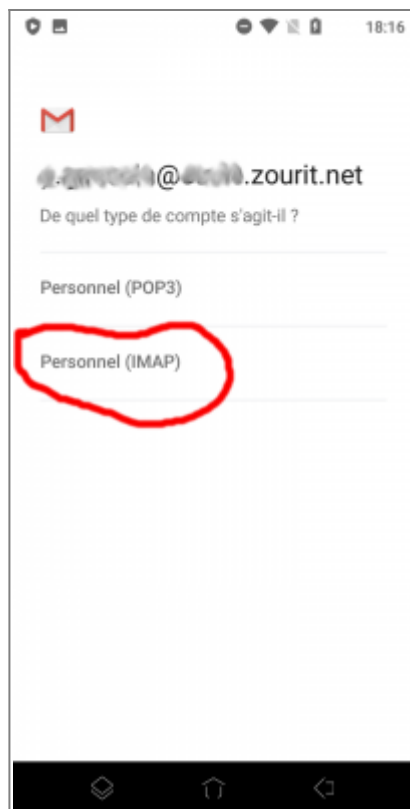 18:16
@ .zourit.net
De quel type de compte s'agit-il ?
Personnel (POP3)
Personnel (IMAP)